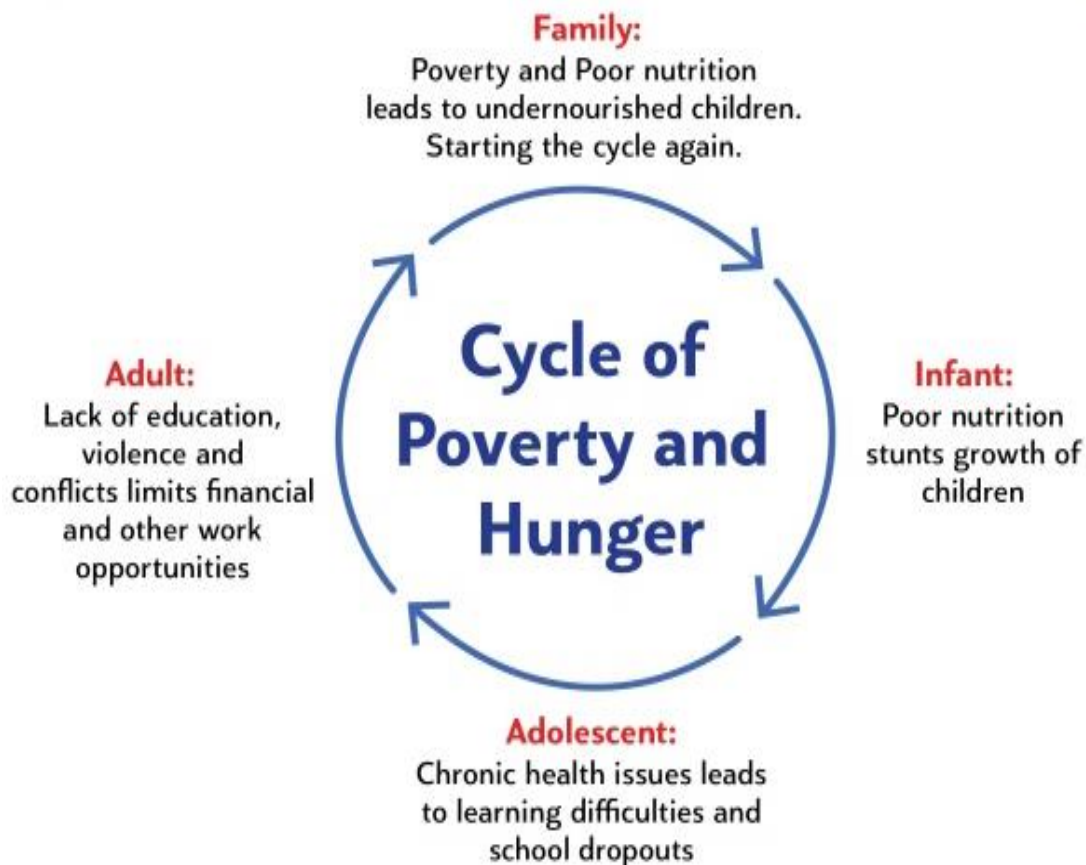 Family:
Poverty and Poor nutrition
leads to undernourished children.
Starting the cycle again.
Cycle of
Poverty and
Hunger
Infant:
Poor nutrition
stunts growth of
children
Adolescent:
Chronic health issues leads
to learning difficulties and
school dropouts
Adult:
Lack of education,
violence and
conflicts limits financial
and other work
opportunities